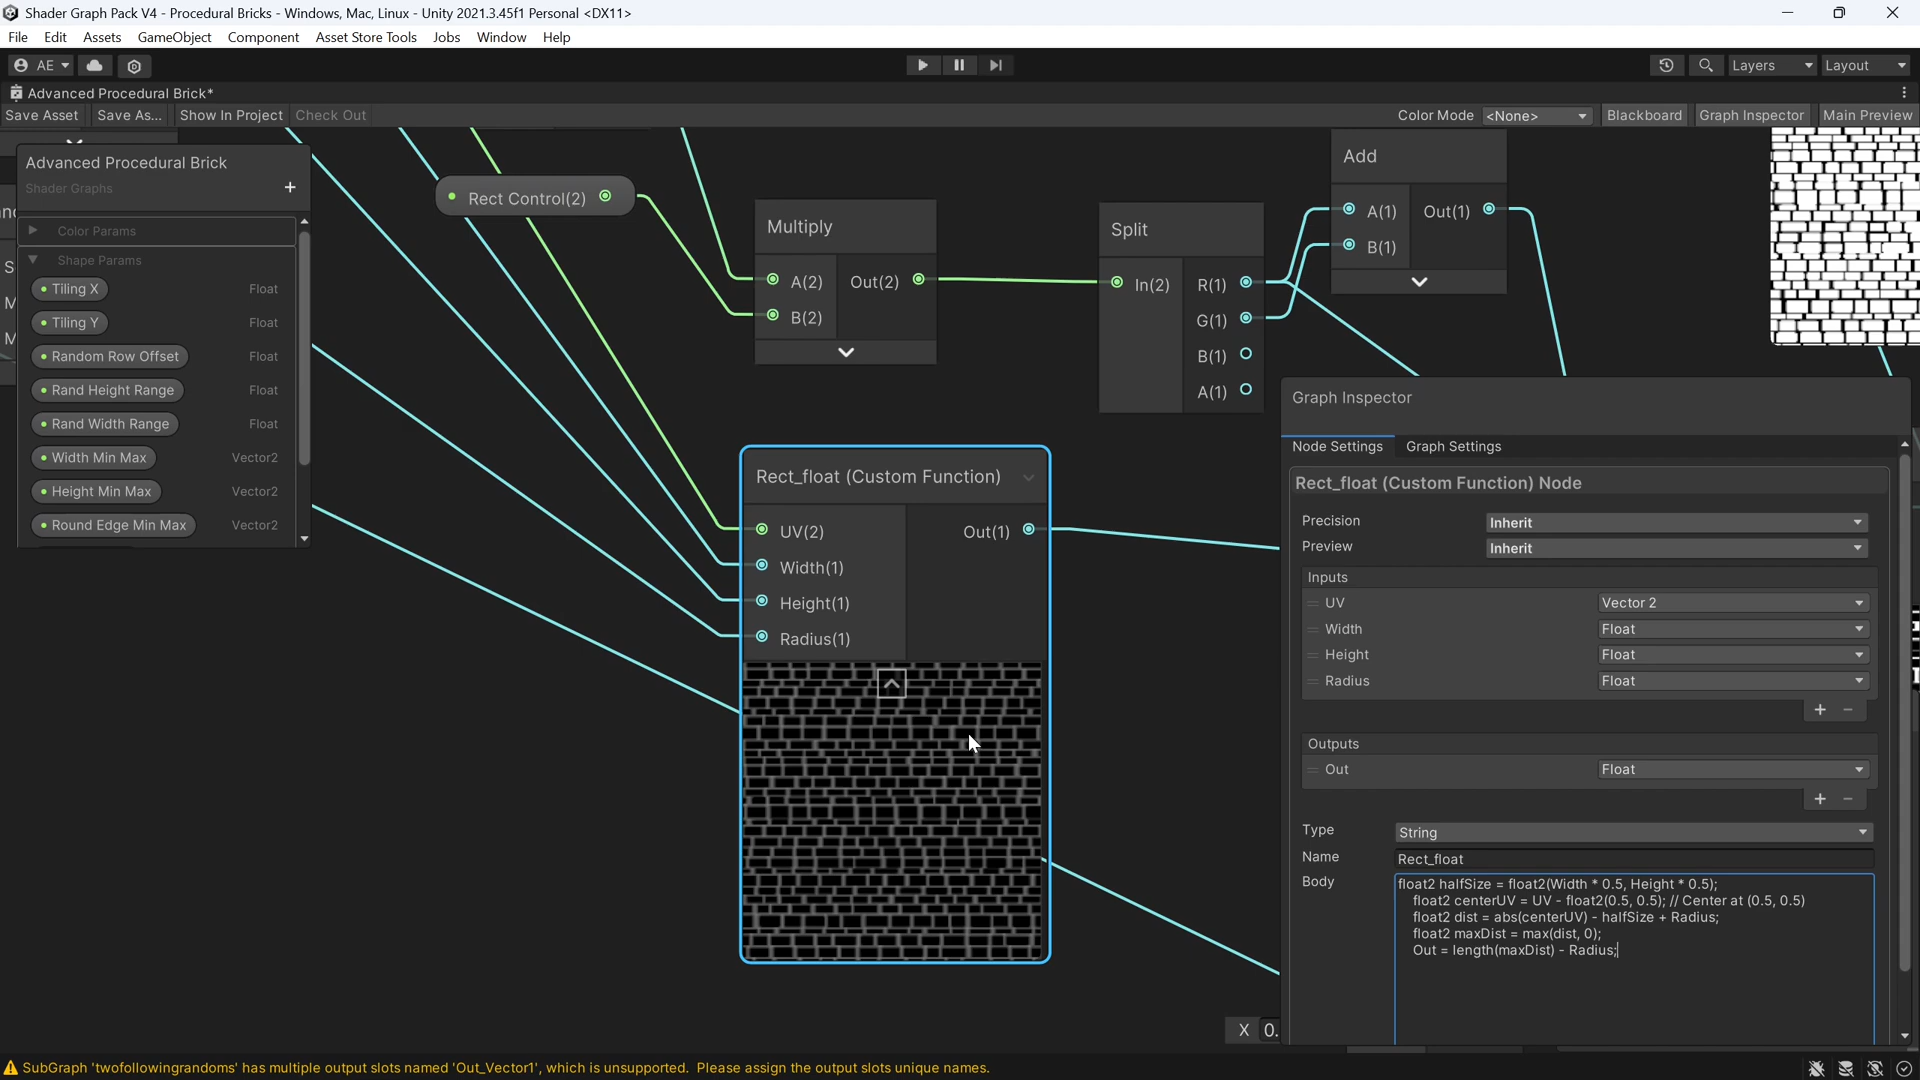 Shader Graph Pack V4 - Procedural Bricks - Windows, Mac, Linux - Unity 2021.3.45f1 Personal <DX11>
File Edit Assets GameObject Component Asset Store Tools Jobs Window Help
AE Layers Layout
Advanced Procedural Brick*
Save Asset Save As... Show In Project Check Out Color Mode <None> Blackboard Graph Inspector Main Preview
Advanced Procedural Brick
Shader Graphs
Color Params
Shape Params
Tiling X Float
Tiling Y Float
Random Row Offset Float
Rand Height Range Float
Rand Width Range Float
Width Min Max Vector2
Height Min Max Vector2
Round Edge Min Max Vector2
Rect Control(2)
Multiply
A(2) Out(2)
B(2)
Split
In(2) R(1)
G(1)
B(1)
A(1)
Add
A(1) Out(1)
B(1)
Rect_float (Custom Function)
UV(2) Out(1)
Width(1)
Height(1)
Radius(1)
Graph Inspector
Node Settings Graph Settings
Rect_float (Custom Function) Node
Precision Inherit
Preview Inherit
Inputs
UV Vector 2
Width Float
Height Float
Radius Float
Outputs
Out Float
Type String
Name Rect_float
Body float2 halfSize = float2(Width * 0.5, Height * 0.5);
float2 centerUV = UV - float2(0.5, 0.5); // Center at (0.5, 0.5)
float2 dist = abs(centerUV) - halfSize + Radius;
float2 maxDist = max(dist, 0);
Out = length(maxDist) - Radius;
X 0.
SubGraph 'twofollowingrandoms' has multiple output slots named 'Out_Vector1', which is unsupported. Please assign the output slots unique names.